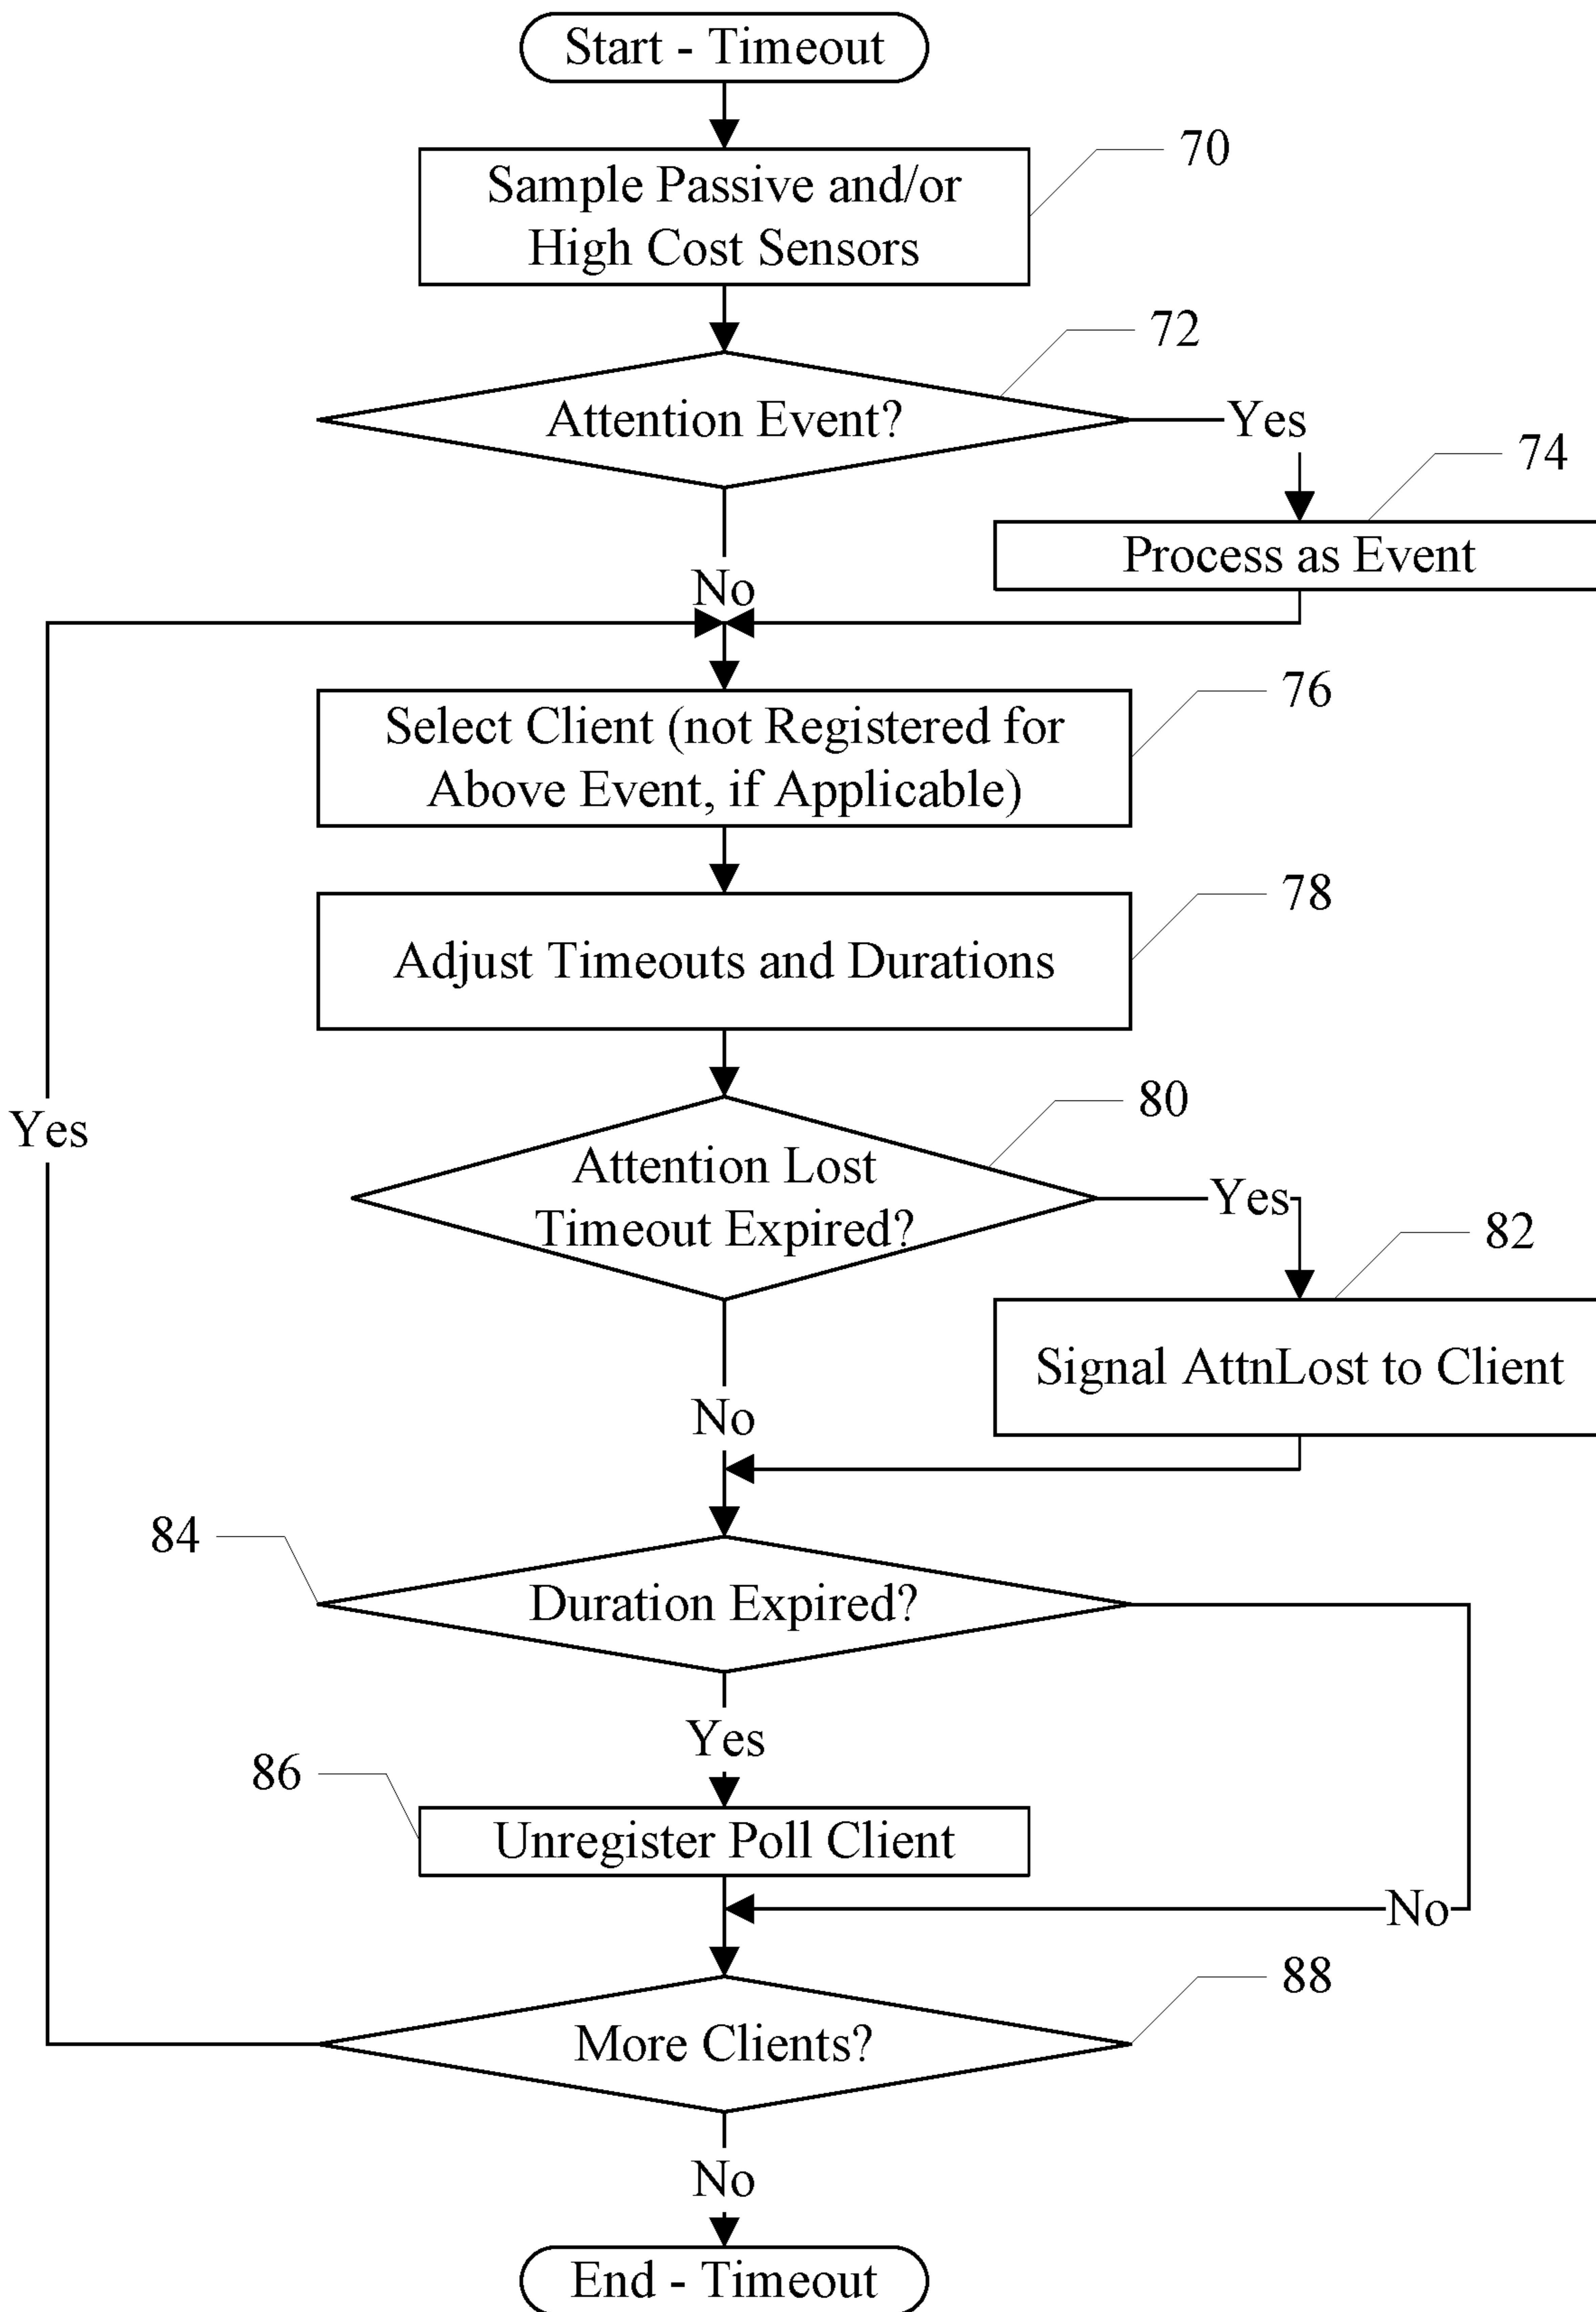 Start - Timeout
70
Sample Passive and/or
High Cost Sensors
72
Attention Event?
Yes
74
Process as Event
No
76
Select Client (not Registered for
Above Event, if Applicable)
78
Adjust Timeouts and Durations
80
Yes
Attention Lost
Timeout Expired?
Yes
82
Signal AttnLost to Client
No
84
Duration Expired?
Yes
86
Unregister Poll Client
No
88
More Clients?
No
End - Timeout